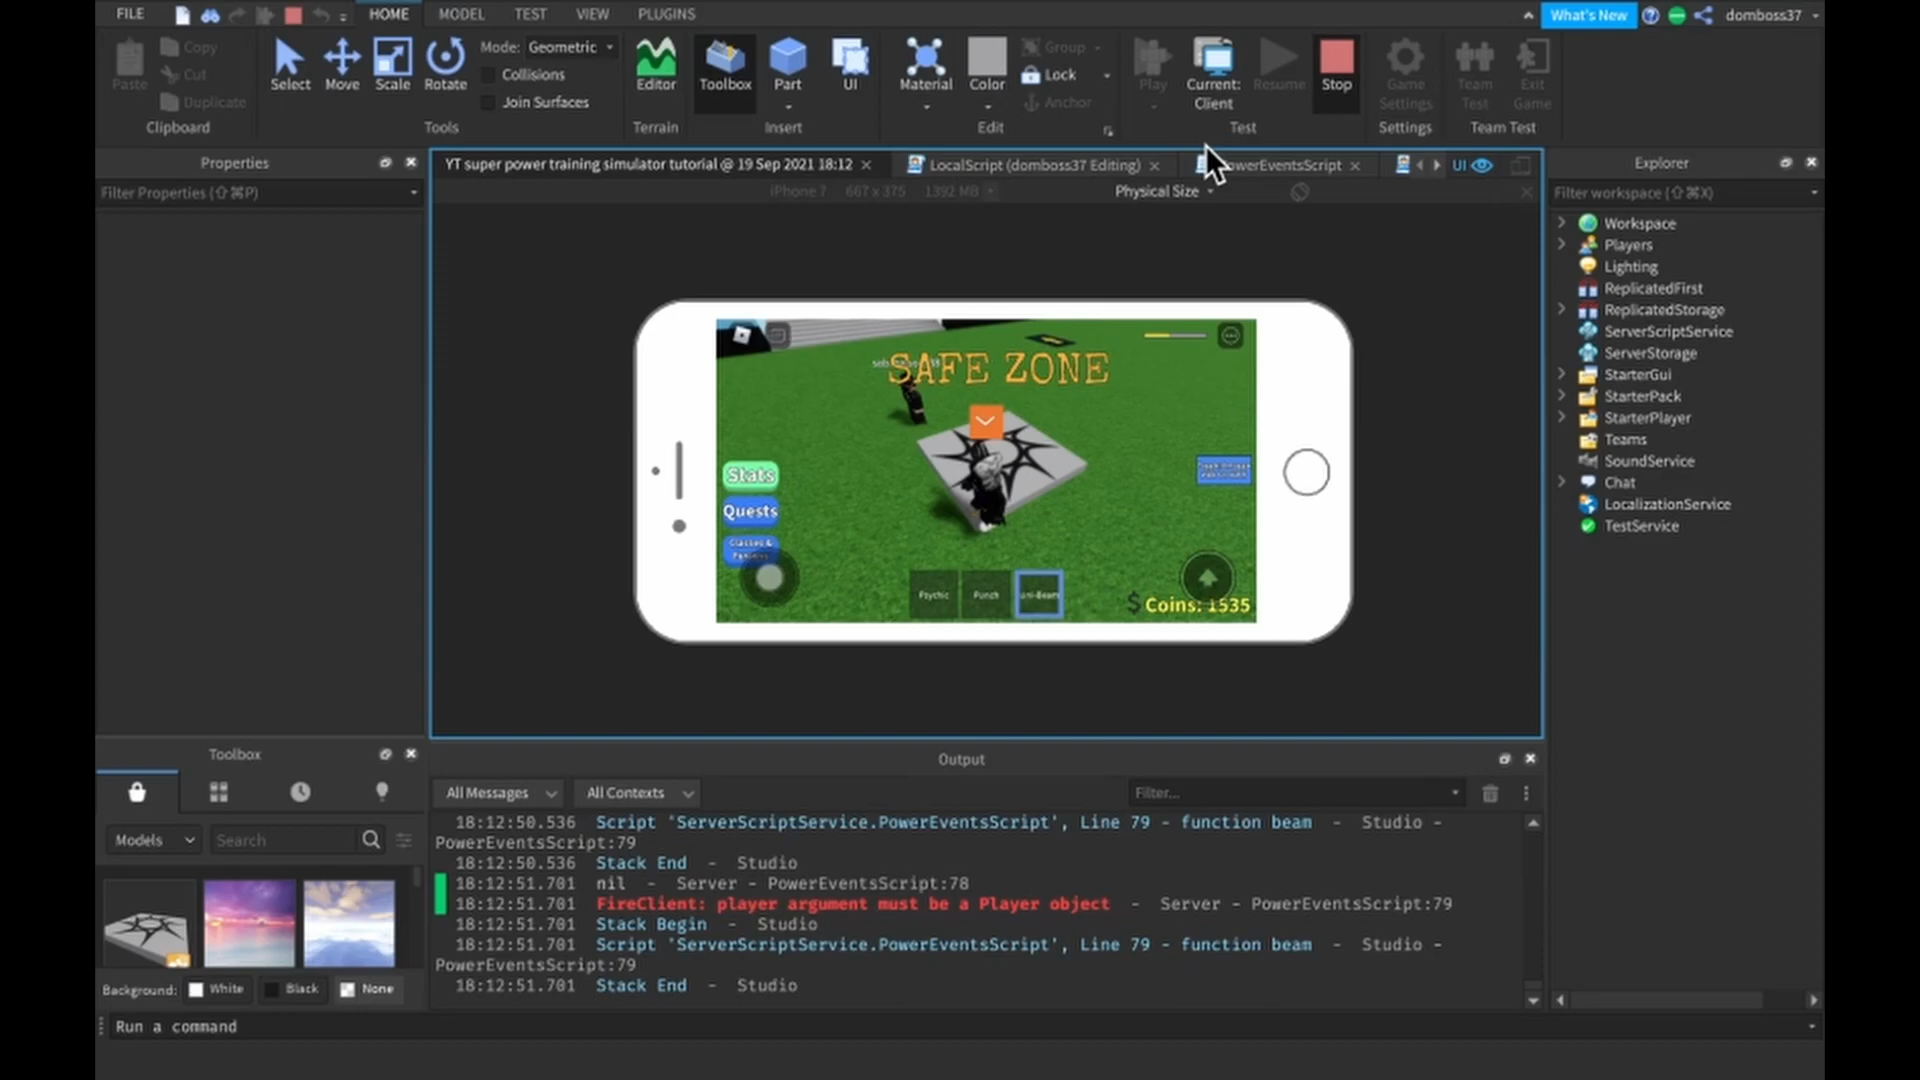 FILE
HOME
MODEL
TEST
VIEW
PLUGINS
What's New
domboss37
Paste
Copy
Cut
Duplicate
Clipboard
Select
Move
Scale
Rotate
Mode: Geometric
Collisions
Join Surfaces
Tools
Editor
Terrain
Toolbox
Part
UI
Insert
Material
Color
Group
Lock
Anchor
Edit
Play
Current: Client
Resume
Stop
Test
Game Settings
Settings
Team Test
Exit Game
Team Test
Properties
Filter Properties (⇧⌘P)
YT super power training simulator tutorial @ 19 Sep 2021 18:12
LocalScript (domboss37 Editing)
PowerEventsScript
UI
iPhone 7
667 x 375
1392 MB
Physical Size
Explorer
Filter workspace (⇧⌘X)
Workspace
Players
Lighting
ReplicatedFirst
ReplicatedStorage
ServerScriptService
ServerStorage
StarterGui
StarterPack
StarterPlayer
Teams
SoundService
Chat
LocalizationService
TestService
SAFE ZONE
Stats
Quests
Classes &
Psychic
Punch
$ Coins: 1535
Toolbox
Models
Search
Background:
White
Black
None
Output
All Messages
All Contexts
Filter...
18:12:50.536 Script 'ServerScriptService.PowerEventsScript', Line 79 - function beam - Studio -
PowerEventsScript:79
18:12:50.536 Stack End - Studio
18:12:51.701 nil - Server - PowerEventsScript:78
18:12:51.701 FireClient: player argument must be a Player object - Server - PowerEventsScript:79
18:12:51.701 Stack Begin - Studio
18:12:51.701 Script 'ServerScriptService.PowerEventsScript', Line 79 - function beam - Studio -
PowerEventsScript:79
18:12:51.701 Stack End - Studio
Run a command